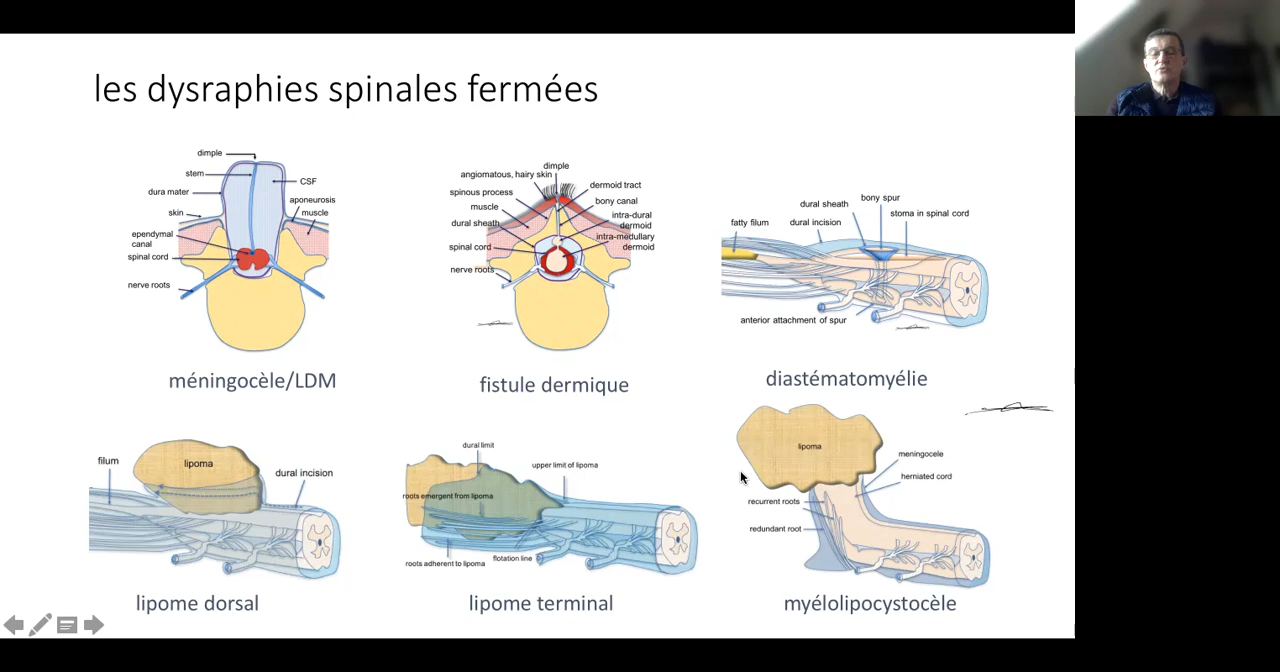 les dysraphies spinales fermées
dimple
stem
CSF
dura mater
aponeurosis
skin
muscle
ependymal
canal
spinal cord
nerve roots
méningocèle/LDM
dimple
angiomatous, hairy skin
dermoid tract
spinous process
bony canal
muscle
intra-dural
dermoid
dural sheath
intra-medullary
dermoid
spinal cord
nerve roots
fistule dermique
bony spur
dural sheath
stoma in spinal cord
fatty filum
dural incision
anterior attachment of spur
diastématomyélie
filum
lipoma
dural incision
lipome dorsal
dural limit
upper limit of lipoma
roots emergent from lipoma
flotation line
roots adherent to lipoma
lipome terminal
lipoma
meningocele
herniated cord
recurrent roots
redundant root
myélolipocystocèle